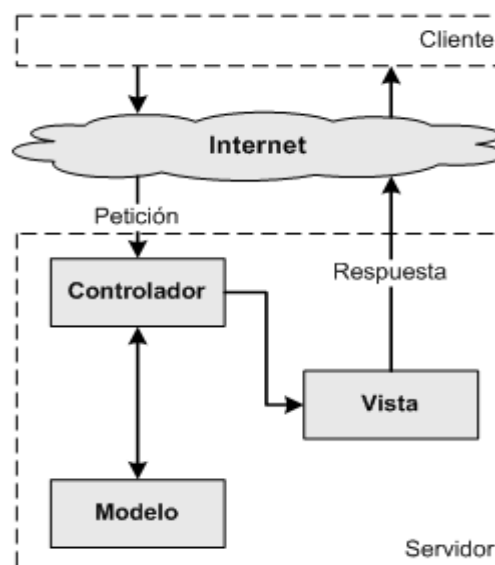 Cliente
Internet
Petición
Controlador
Respuesta
Vista
Modelo
Servidor